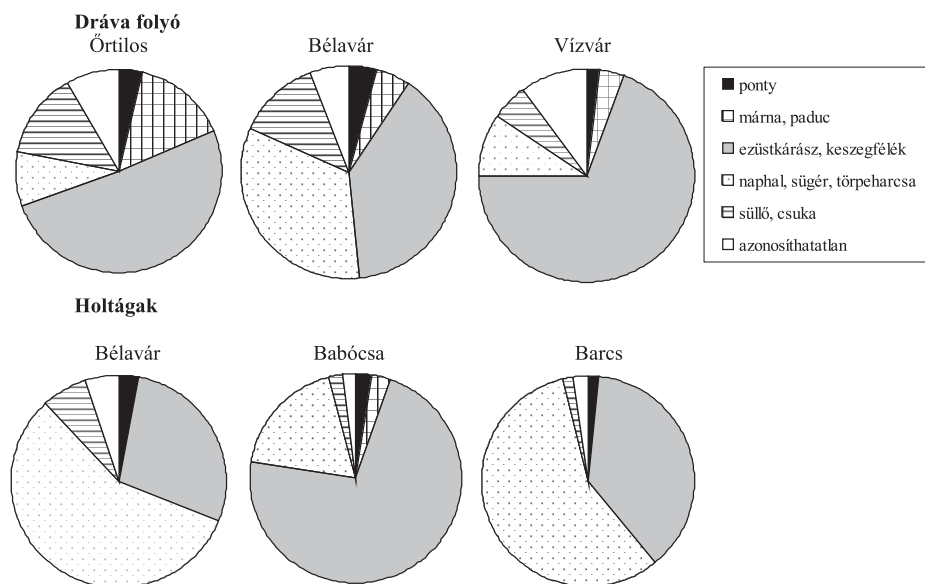 Dráva folyó
Őrtilos
Bélavár
Vízvár
ponty
márna, paduc
ezüstkárász, keszegfélék
naphal, sügér, törpeharcsa
süllő, csuka
azonosíthatatlan
Holtágak
Bélavár
Babócsa
Barcs